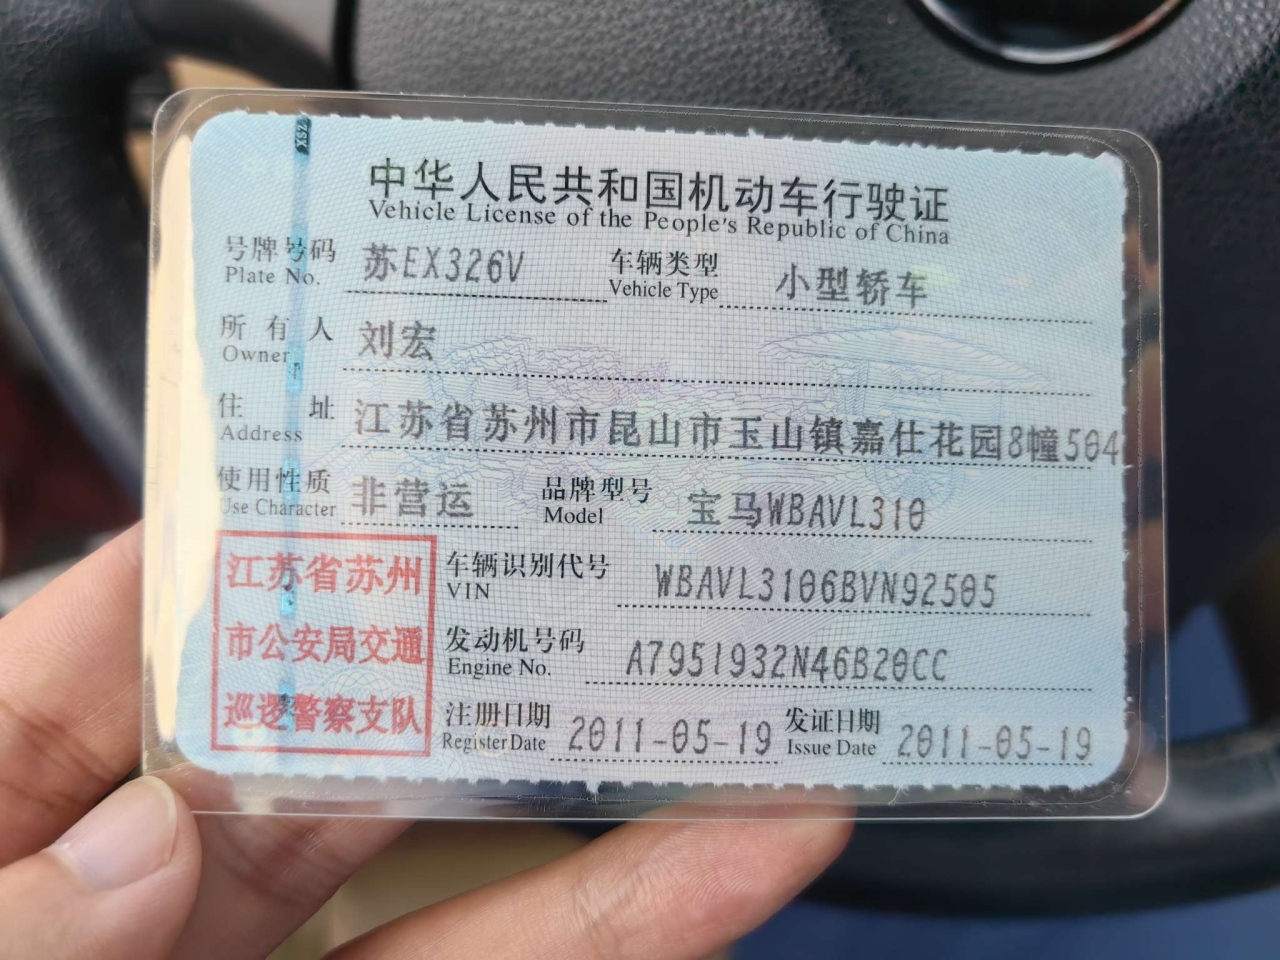 中华人民共和国机动车行驶证
Vehicle License of the People's Republic of China
号牌号码 苏EX326V 车辆类型 小型轿车
Plate No. Vehicle Type
所有人 刘宏
Owner
住址 江苏省苏州市昆山市玉山镇嘉仕花园8幢504
Address
使用性质 非营运 品牌型号 宝马WBAVL310
Use Character Model
江苏省苏州
市公安局交通
巡逻警察支队
车辆识别代号 WBAVL3106BVN92505
VIN
发动机号码 A7951932N46B20CC
Engine No.
注册日期 2011-05-19 发证日期 2011-05-19
Register Date Issue Date